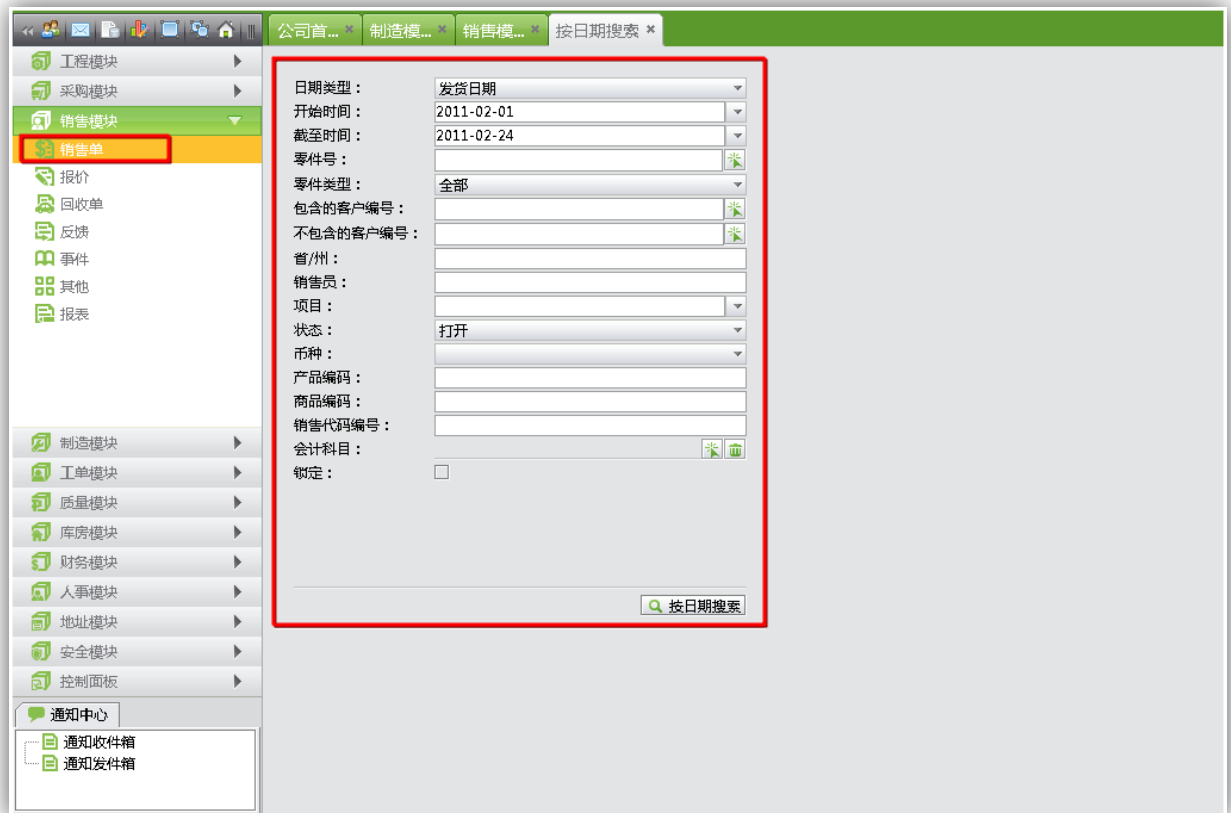 公司首...
制造模...
销售模...
按日期搜索
工程模块
采购模块
销售模块
销售单
报价
回收单
反馈
事件
其他
报表
制造模块
工单模块
质量模块
库房模块
财务模块
人事模块
地址模块
安全模块
控制面板
通知中心
通知收件箱
通知发件箱
日期类型： 发货日期
开始时间： 2011-02-01
截至时间： 2011-02-24
零件号：
零件类型： 全部
包含的客户编号：
不包含的客户编号：
省/州：
销售员：
项目：
状态： 打开
币种：
产品编码：
商品编码：
销售代码编号：
会计科目：
锁定：
按日期搜索